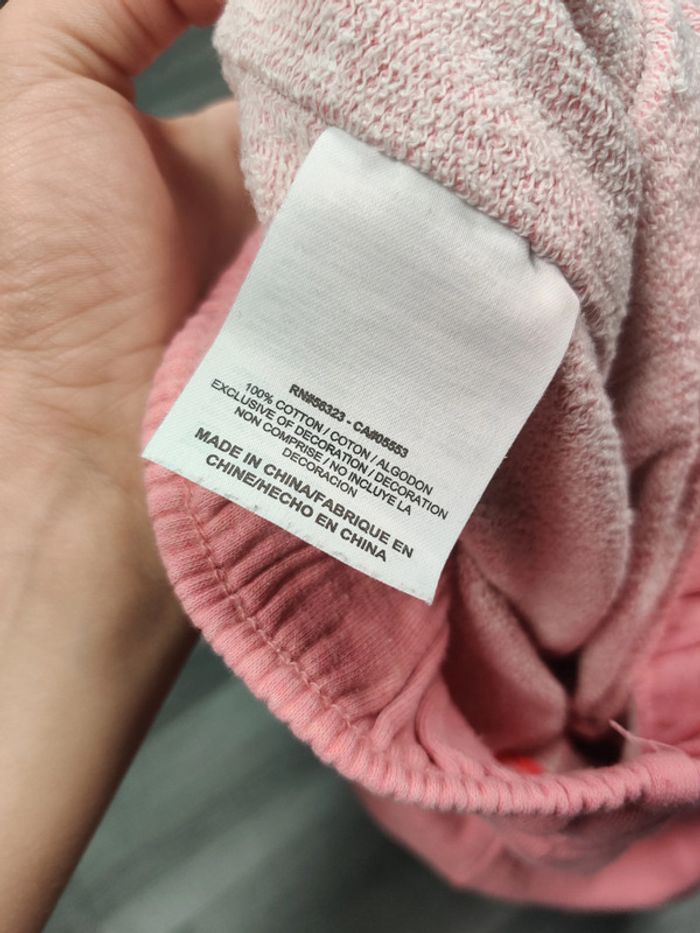 RN#56323 - CA#05553
100% COTTON / COTON / ALGODON
EXCLUSIVE OF DECORATION / DECORATION
NON COMPRISE / NO INCLUYE LA
DECORACION
MADE IN CHINA/FABRIQUE EN
CHINE/HECHO EN CHINA